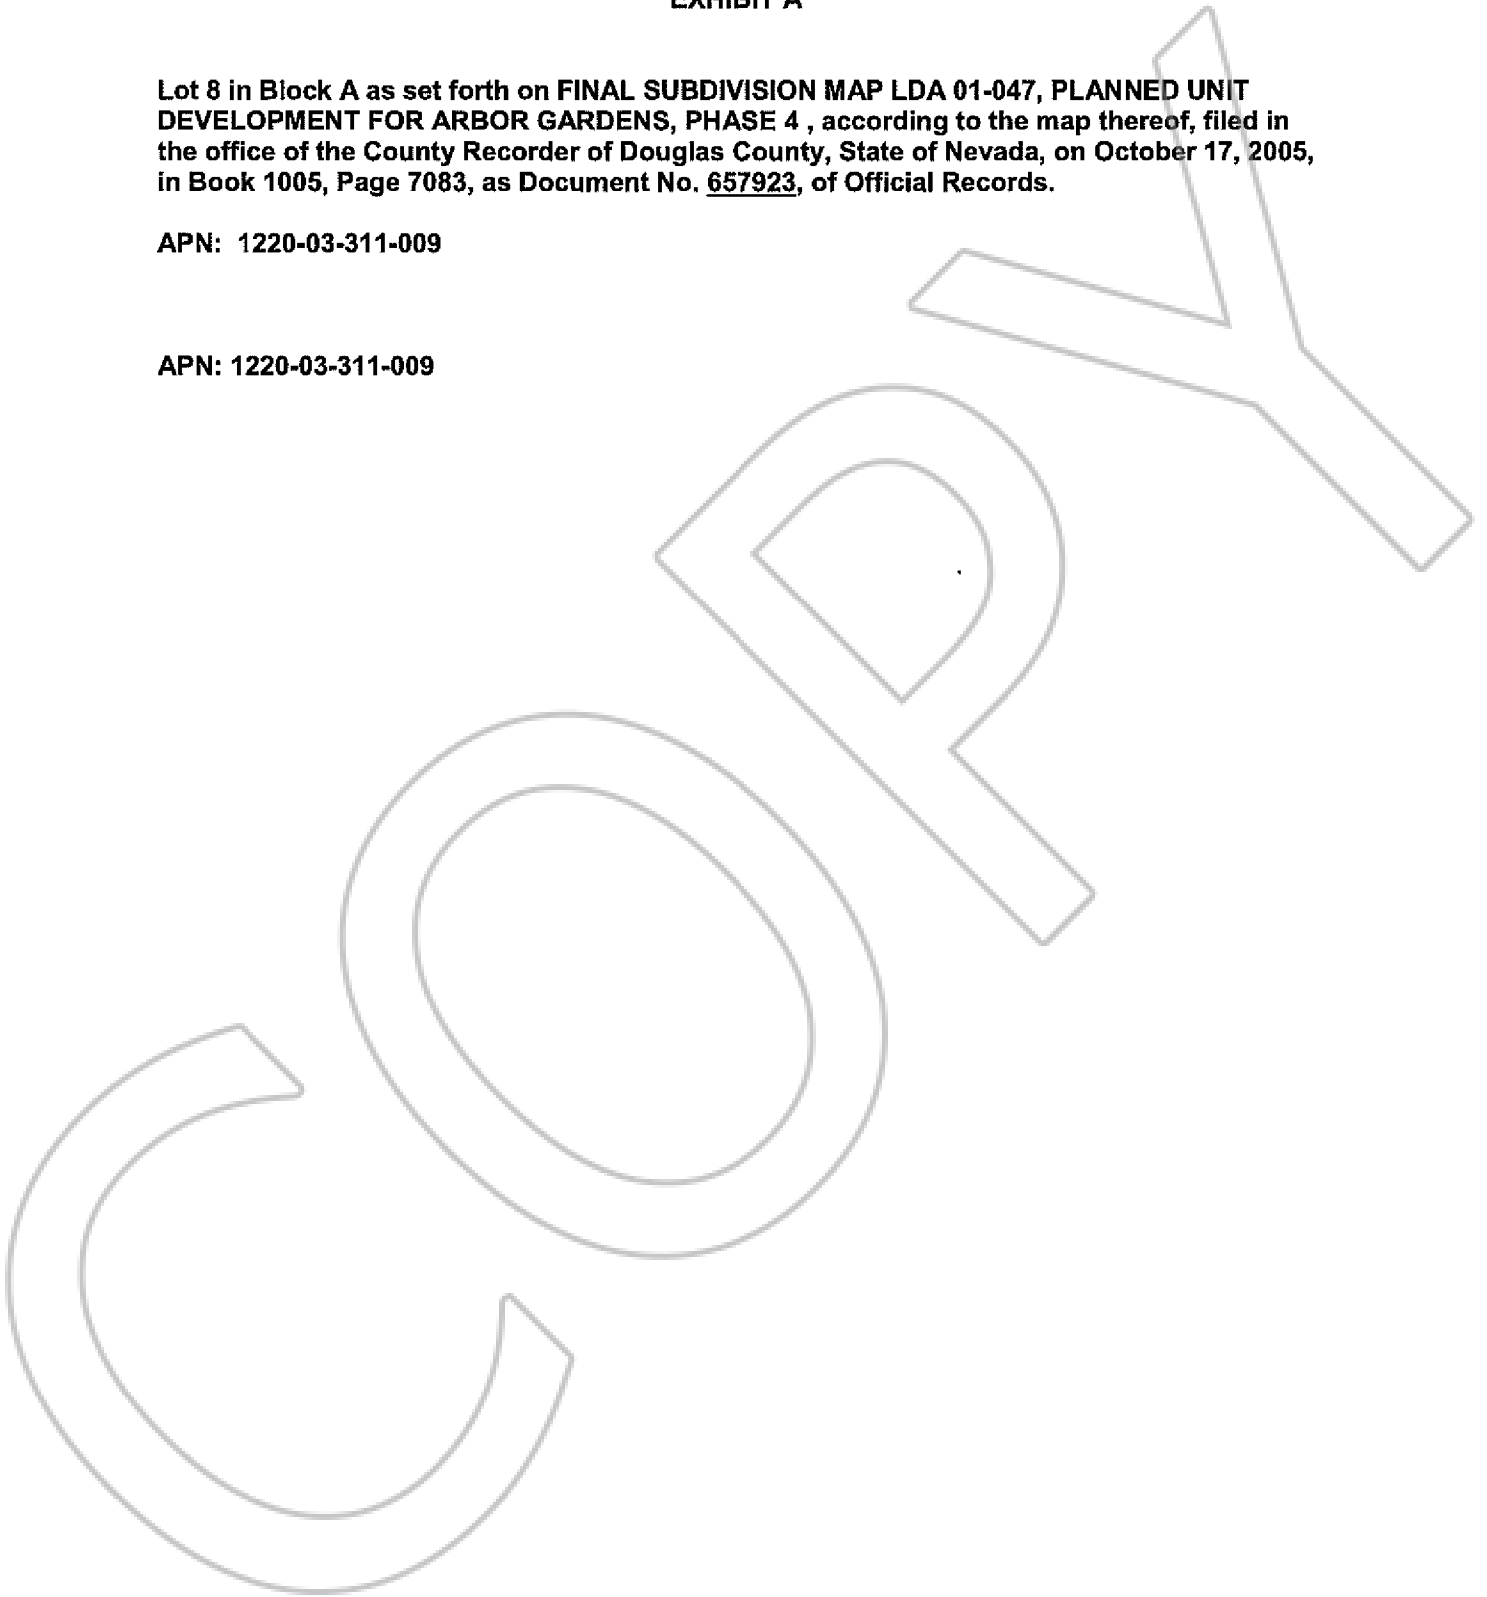 EXHIBIT A
Lot 8 in Block A as set forth on FINAL SUBDIVISION MAP LDA 01-047, PLANNED UNIT
DEVELOPMENT FOR ARBOR GARDENS, PHASE 4 , according to the map thereof, filed in
the office of the County Recorder of Douglas County, State of Nevada, on October 17, 2005,
in Book 1005, Page 7083, as Document No. 657923, of Official Records.
APN: 1220-03-311-009
APN: 1220-03-311-009
COPY